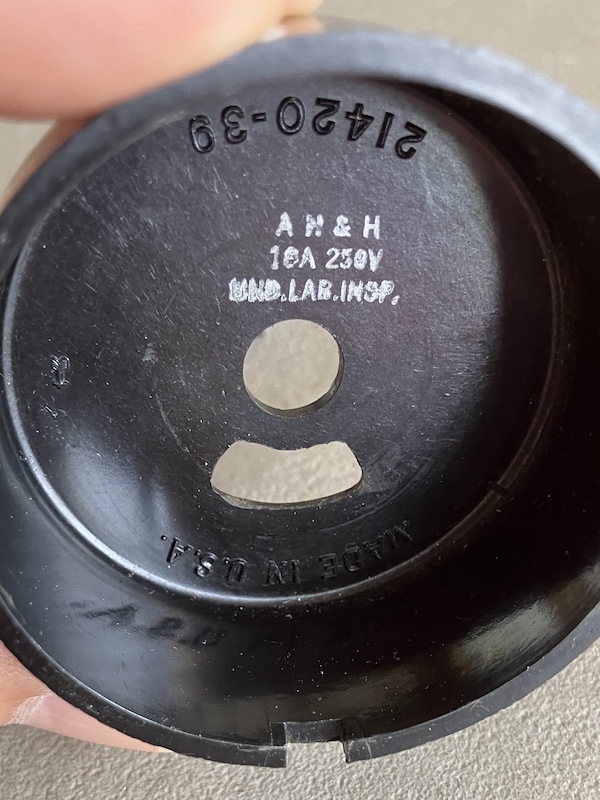 21420-39
A H & H
10A 250V
UND.LAB.INSP.
MADE IN U.S.A.